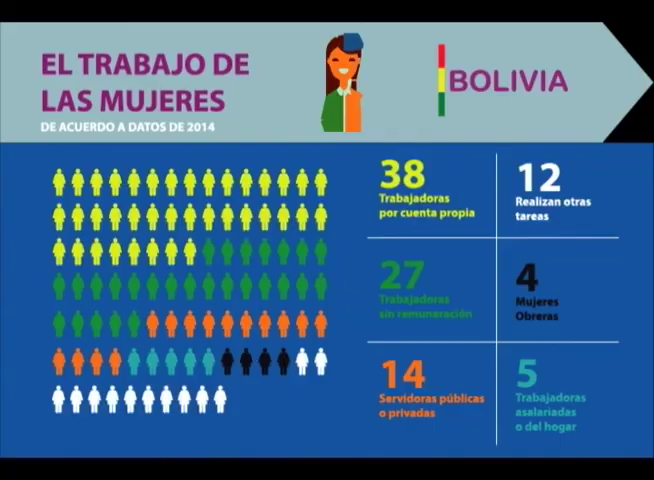 EL TRABAJO DE
LAS MUJERES
DE ACUERDO A DATOS DE 2014
BOLIVIA
38
Trabajadoras
por cuenta propia
12
Realizan otras
tareas
27
Trabajadoras
sin remuneración
4
Mujeres
Obreras
14
Servidoras públicas
o privadas
5
Trabajadoras
asalariadas
o del hogar